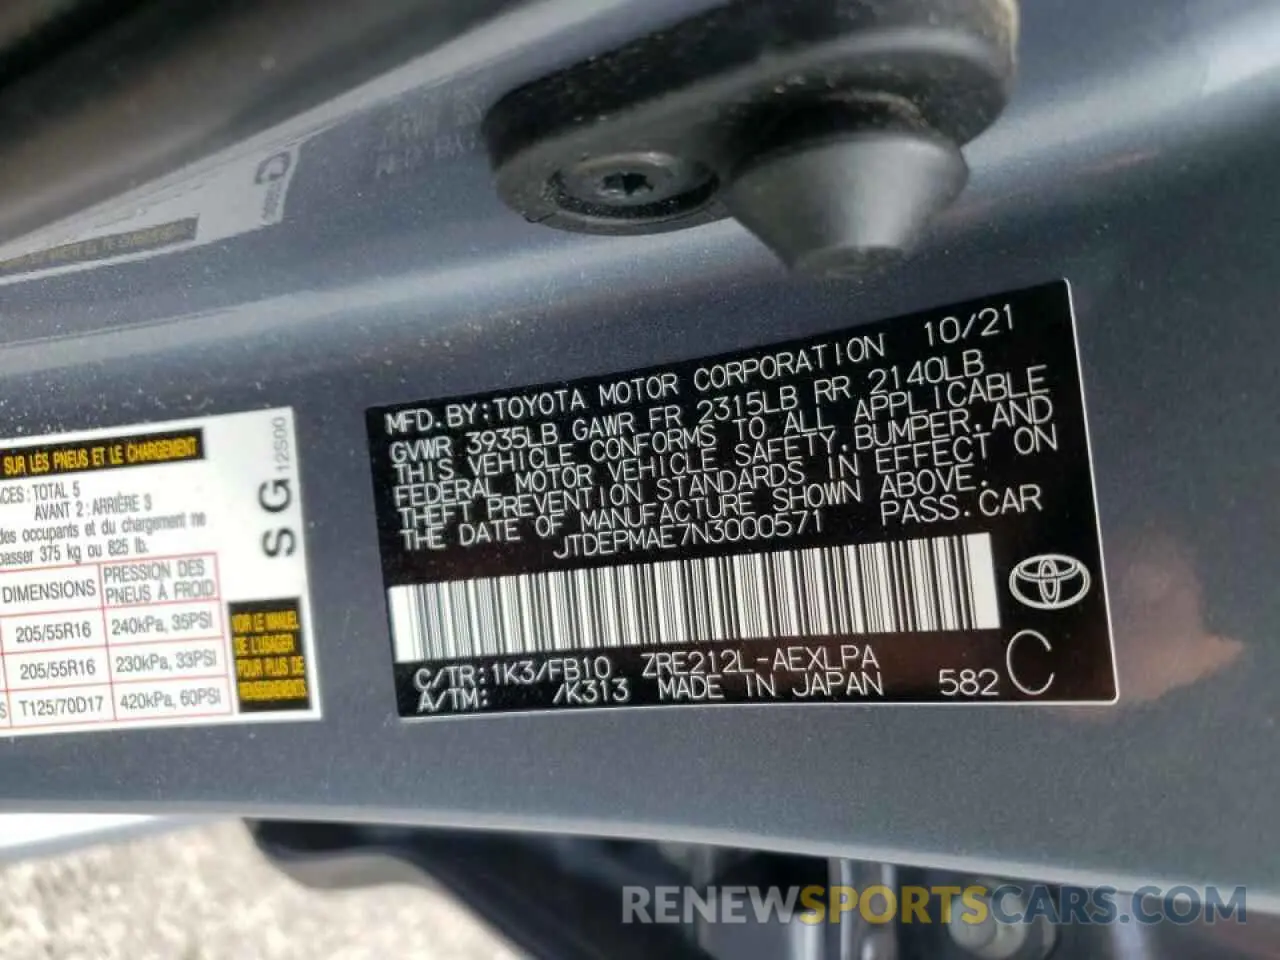 MFD.BY:TOYOTA MOTOR CORPORATION 10/21
GVWR 3935LB GAWR FR 2315LB RR 2140LB
THIS VEHICLE CONFORMS TO ALL APPLICABLE
FEDERAL MOTOR VEHICLE SAFETY, BUMPER, AND
THEFT PREVENTION STANDARDS IN EFFECT ON
THE DATE OF MANUFACTURE SHOWN ABOVE.
JTDEPMAE7N3000571 PASS.CAR
C/TR:1K3/FB10 ZRE212L-AEXLPA
A/TM: /K313 MADE IN JAPAN 582 C
SUR LES PNEUS ET LE CHARGEMENT
ACES:TOTAL 5
AVANT 2:ARRIÈRE 3
des occupants et du chargement ne
passer 375 kg ou 825 lb.
DIMENSIONS PRESSION DES PNEUS A FROID
205/55R16 240kPa, 35PSI
205/55R16 230kPa, 33PSI
S T125/70D17 420kPa, 60PSI
VOIR LE MANUEL
DE L'USAGER
POUR PLUS DE
RENSEIGNEMENTS
SG 12500
RENEWSPORTSCARS.COM